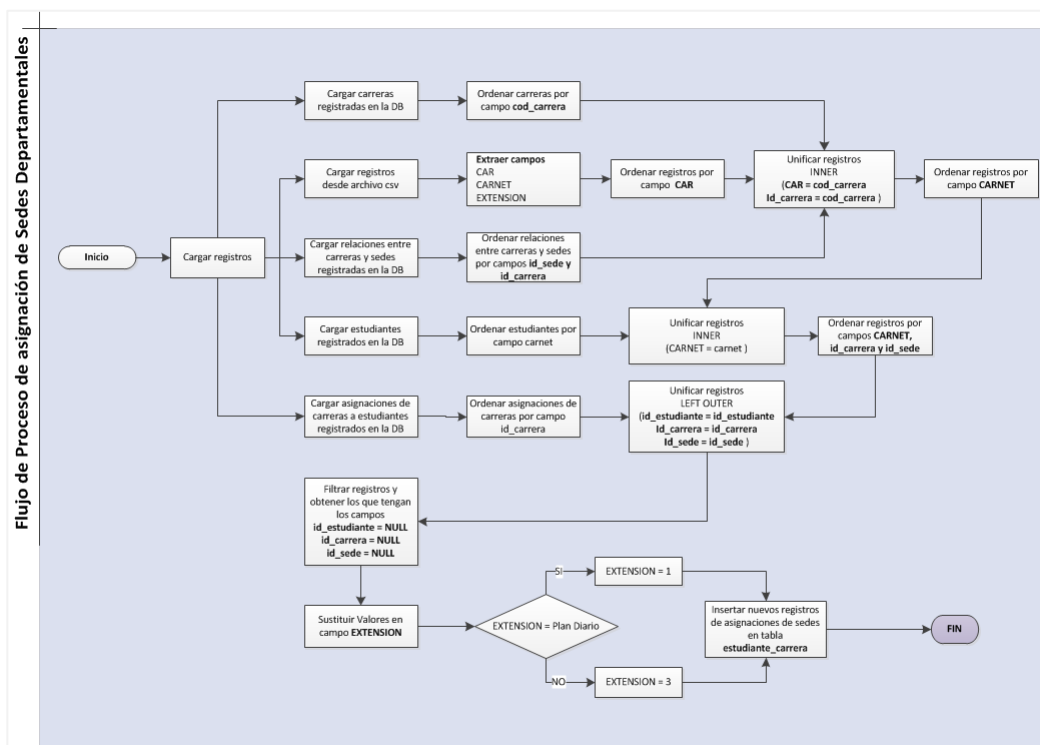 Flujo de Proceso de asignación de Sedes Departamentales
Inicio
Cargar registros
Cargar carreras
registradas en la DB
Ordenar carreras por
campo cod_carrera
Cargar registros
desde archivo csv
Extraer campos
CAR
CARNET
EXTENSION
Ordenar registros por
campo CAR
Unificar registros
INNER
(CAR = cod_carrera
Id_carrera = cod_carrera )
Ordenar registros por
campo CARNET
Cargar relaciones entre
carreras y sedes
registradas en la DB
Ordenar relaciones
entre carreras y sedes
por campos id_sede y
id_carrera
Cargar estudiantes
registrados en la DB
Ordenar estudiantes por
campo carnet
Unificar registros
INNER
(CARNET = carnet )
Ordenar registros por
campos CARNET,
id_carrera y id_sede
Cargar asignaciones de
carreras a estudiantes
registrados en la DB
Ordenar asignaciones de
carreras por campo
id_carrera
Unificar registros
LEFT OUTER
(id_estudiante = id_estudiante
Id_carrera = id_carrera
Id_sede = id_sede )
Filtrar registros y
obtener los que tengan
los campos
id_estudiante = NULL
id_carrera = NULL
id_sede = NULL
Sustituir Valores en
campo EXTENSION
EXTENSION = Plan Diario
SI
EXTENSION = 1
NO
EXTENSION = 3
Insertar nuevos registros
de asignaciones de sedes
en tabla
estudiante_carrera
FIN